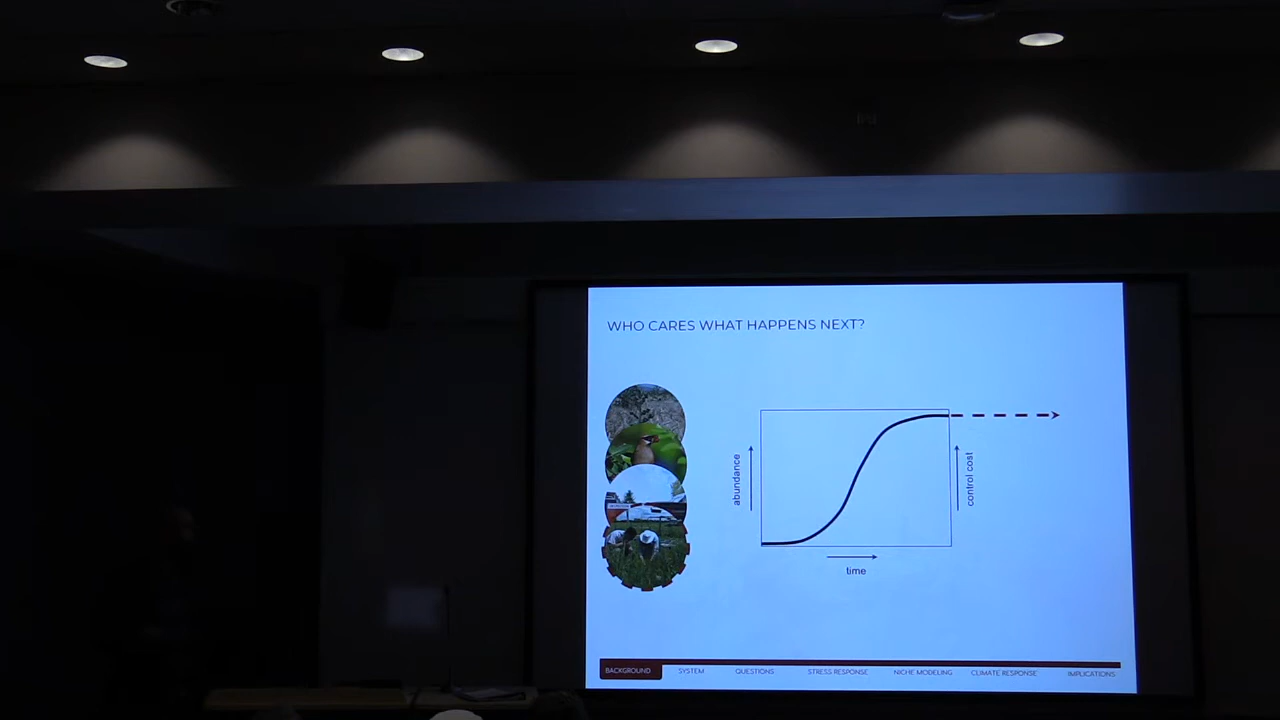 WHO CARES WHAT HAPPENS NEXT?
abundance
control cost
time
BACKGROUND
SYSTEM
QUESTIONS
STRESS RESPONSE
NICHE MODELING
CLIMATE RESPONSE
IMPLICATIONS